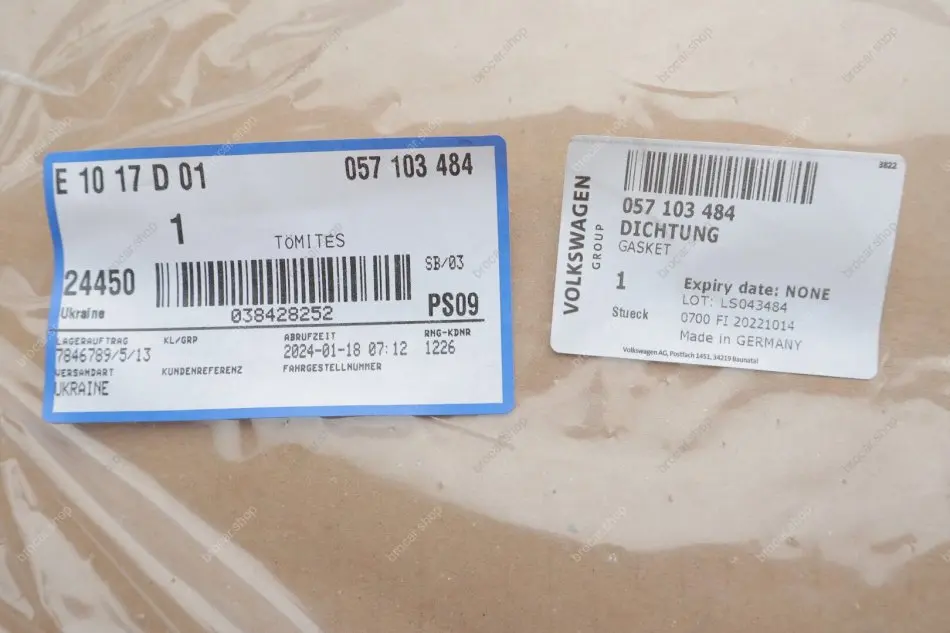 E 10 17 D 01
057 103 484
1
TÖMITES
24450
SB/03
Ukraine
038428252
PS09
LAGERAUFTRAG
KL/GRP
ABRUFZEIT
RNG-KDNR
7846789/5/13
2024-01-18 07:12
1226
VERSANDART
KUNDENREFERENZ
FAHRGESTELLNUMMER
UKRAINE
VOLKSWAGEN
GROUP
3822
057 103 484
DICHTUNG
GASKET
1
Stueck
Expiry date: NONE
LOT: LS043484
0700 FI 20221014
Made in GERMANY
Volkswagen AG, Postfach 1451, 34219 Baunatal
brocar.shop